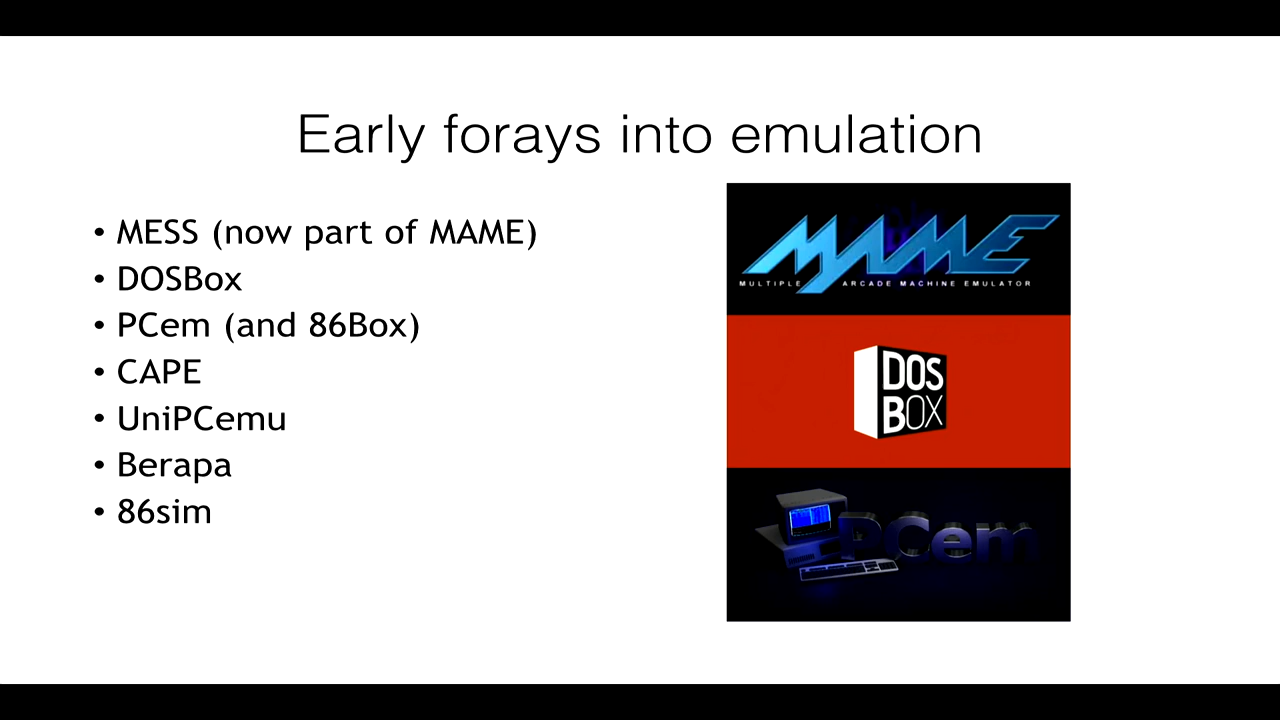 Early forays into emulation
• MESS (now part of MAME)
• DOSBox
• PCem (and 86Box)
• CAPE
• UniPCemu
• Berapa
• 86sim
MAME
MULTIPLE ARCADE MACHINE EMULATOR
DOS
BOX
PCem